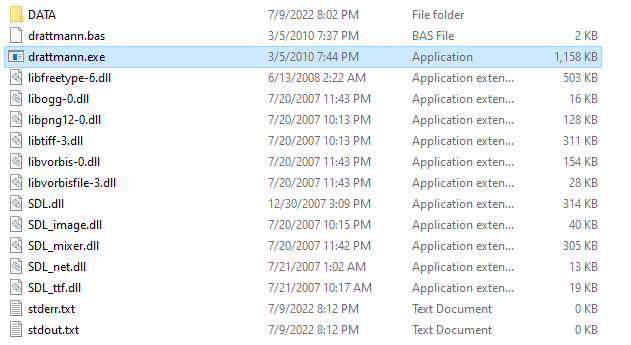 DATA 7/9/2022 8:02 PM File folder
drattmann.bas 3/5/2010 7:37 PM BAS File 2 KB
drattmann.exe 3/5/2010 7:44 PM Application 1,158 KB
libfreetype-6.dll 6/13/2008 2:22 AM Application exten... 503 KB
libogg-0.dll 7/20/2007 11:43 PM Application exten... 16 KB
libpng12-0.dll 7/20/2007 10:13 PM Application exten... 128 KB
libtiff-3.dll 7/20/2007 10:13 PM Application exten... 311 KB
libvorbis-0.dll 7/20/2007 11:43 PM Application exten... 154 KB
libvorbisfile-3.dll 7/20/2007 11:43 PM Application exten... 28 KB
SDL.dll 12/30/2007 3:09 PM Application exten... 314 KB
SDL_image.dll 7/20/2007 10:15 PM Application exten... 40 KB
SDL_mixer.dll 7/20/2007 11:42 PM Application exten... 305 KB
SDL_net.dll 7/21/2007 1:02 AM Application exten... 13 KB
SDL_ttf.dll 7/21/2007 10:17 AM Application exten... 19 KB
stderr.txt 7/9/2022 8:12 PM Text Document 0 KB
stdout.txt 7/9/2022 8:12 PM Text Document 0 KB